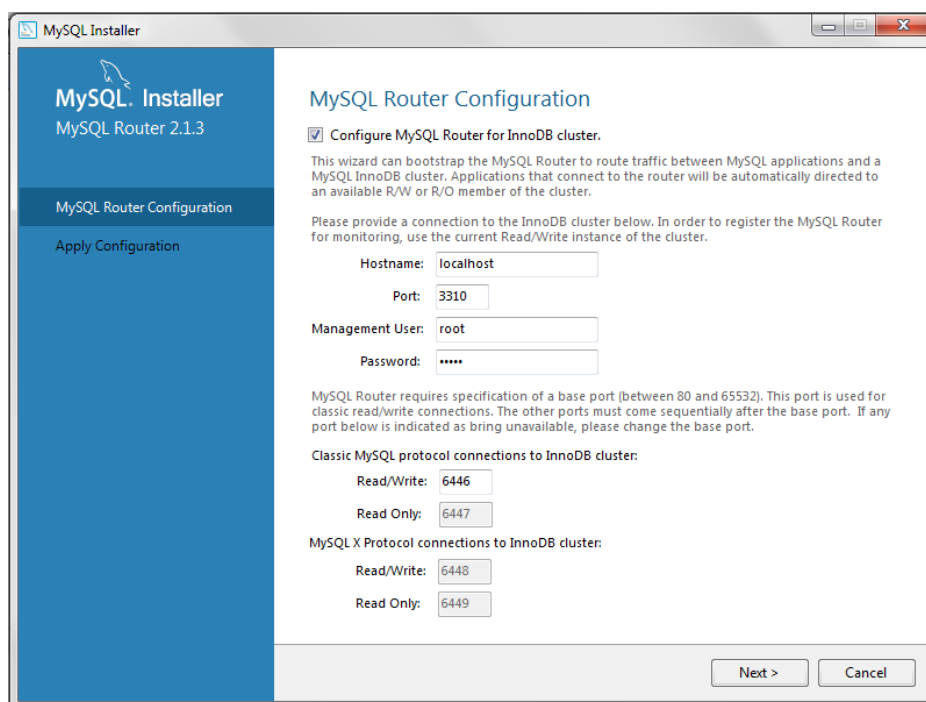 MySQL Installer
MySQL. Installer
MySQL Router 2.1.3
MySQL Router Configuration
Apply Configuration
MySQL Router Configuration
Configure MySQL Router for InnoDB cluster.
This wizard can bootstrap the MySQL Router to route traffic between MySQL applications and a
MySQL InnoDB cluster. Applications that connect to the router will be automatically directed to
an available R/W or R/O member of the cluster.
Please provide a connection to the InnoDB cluster below. In order to register the MySQL Router
for monitoring, use the current Read/Write instance of the cluster.
Hostname: localhost
Port: 3310
Management User: root
Password: •••••
MySQL Router requires specification of a base port (between 80 and 65532). This port is used for
classic read/write connections. The other ports must come sequentially after the base port. If any
port below is indicated as bring unavailable, please change the base port.
Classic MySQL protocol connections to InnoDB cluster:
Read/Write: 6446
Read Only: 6447
MySQL X Protocol connections to InnoDB cluster:
Read/Write: 6448
Read Only: 6449
Next > Cancel